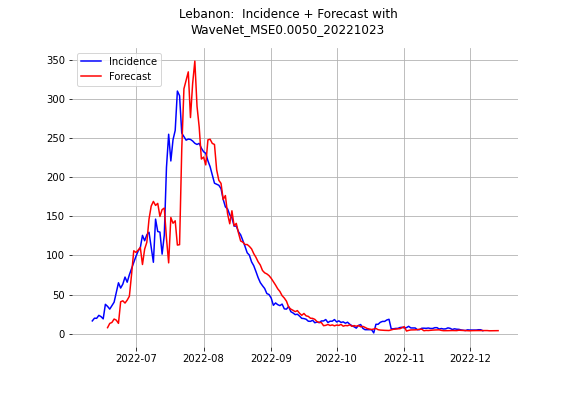 Lebanon:  Incidence + Forecast with
WaveNet_MSE0.0050_20221023
Incidence
Forecast
350
300
250
200
150
100
50
0
2022-07 2022-08 2022-09 2022-10 2022-11 2022-12